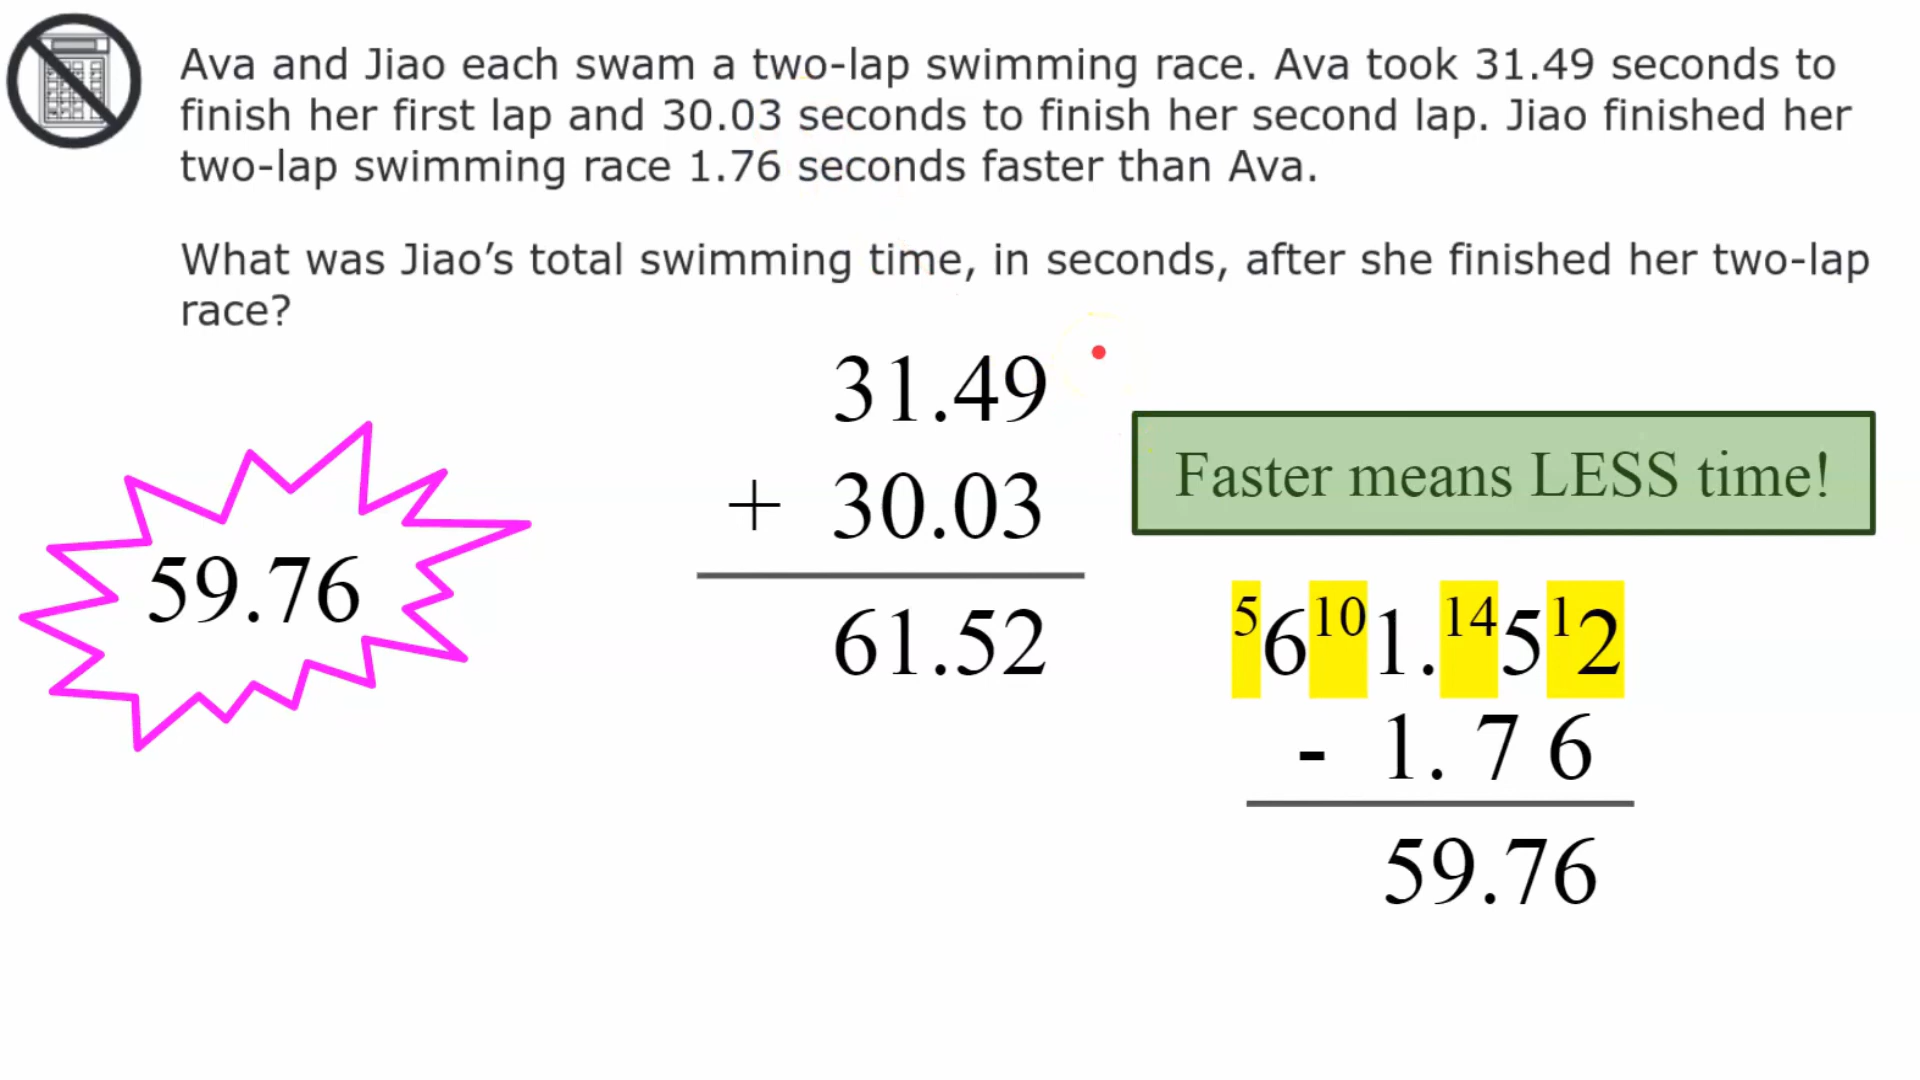 Ava and Jiao each swam a two-lap swimming race. Ava took 31.49 seconds to
finish her first lap and 30.03 seconds to finish her second lap. Jiao finished her
two-lap swimming race 1.76 seconds faster than Ava.
What was Jiao’s total swimming time, in seconds, after she finished her two-lap
race?
31.49
+ 30.03
61.52
59.76
Faster means LESS time!
5 6 10 1. 14 5 1 2
- 1. 7 6
59.76